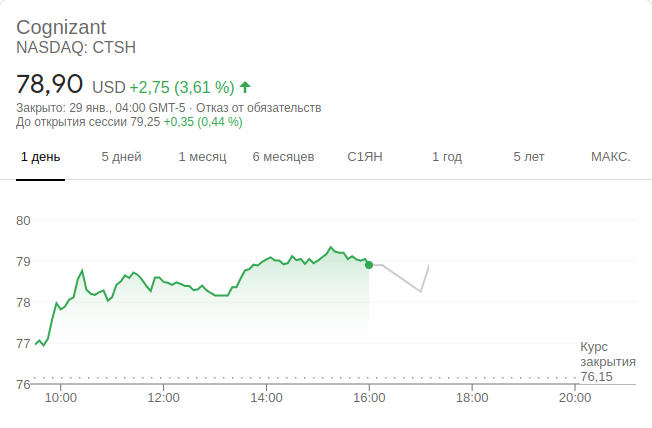 Cognizant
NASDAQ: CTSH
78,90 USD +2,75 (3,61 %)
Закрыто: 29 янв., 04:00 GMT-5 · Отказ от обязательств
До открытия сессии 79,25 +0,35 (0,44 %)
1 день 5 дней 1 месяц 6 месяцев С1ЯН 1 год 5 лет МАКС.
80
79
78
77
76
Курс
закрытия
76,15
10:00 12:00 14:00 16:00 18:00 20:00